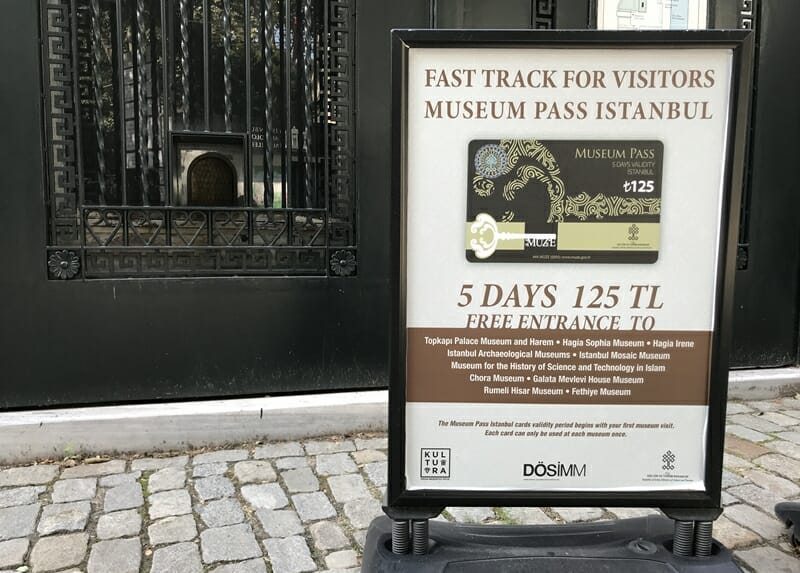 FAST TRACK FOR VISITORS
MUSEUM PASS ISTANBUL
MUSEUM PASS
5 DAYS VALIDITY
ISTANBUL
₺125
MUZE
5 DAYS 125 TL
FREE ENTRANCE TO
Topkapı Palace Museum and Harem • Hagia Sophia Museum • Hagia Irene
Istanbul Archaeological Museums • Istanbul Mosaic Museum
Museum for the History of Science and Technology in Islam
Chora Museum • Galata Mevlevi House Museum
Rumeli Hisar Museum • Fethiye Museum
The Museum Pass Istanbul cards validity period begins with your first museum visit.
Each card can only be used at each museum once.
KUL
TU
RA
DÖSİMM